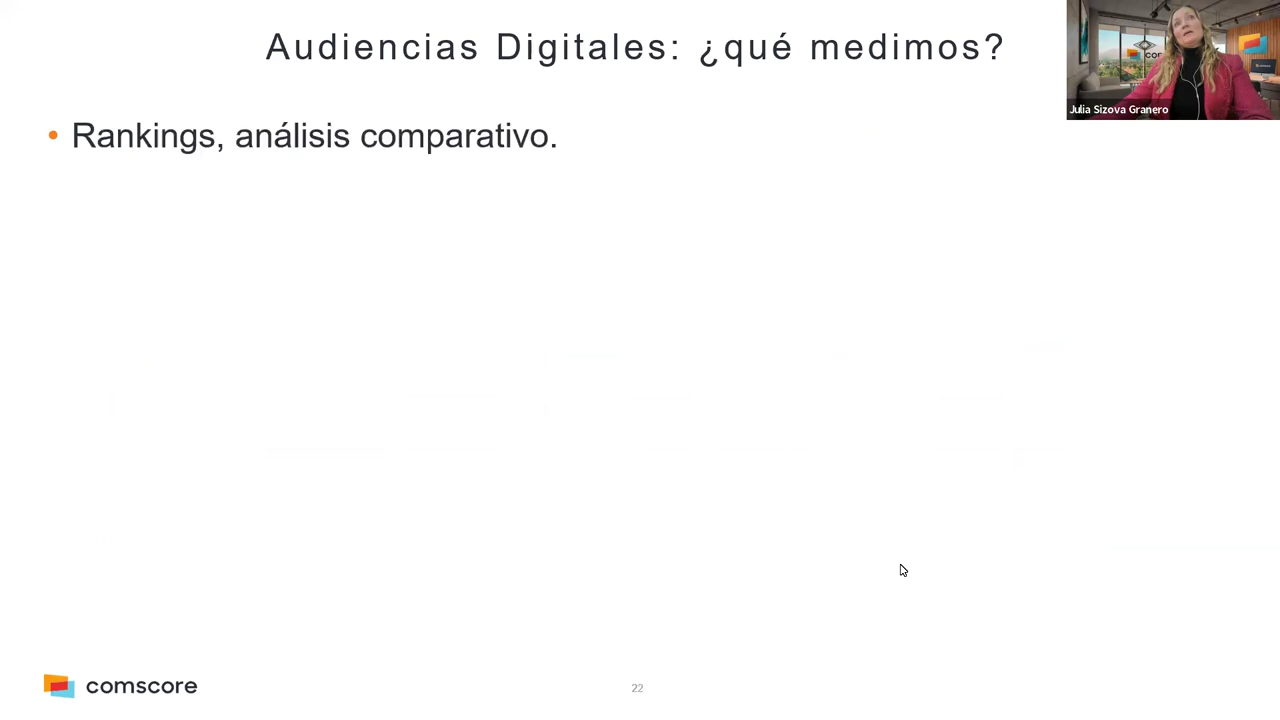 Audiencias Digitales: ¿qué medimos?
Julia Sizova Granero
• Rankings, análisis comparativo.
comscore
22